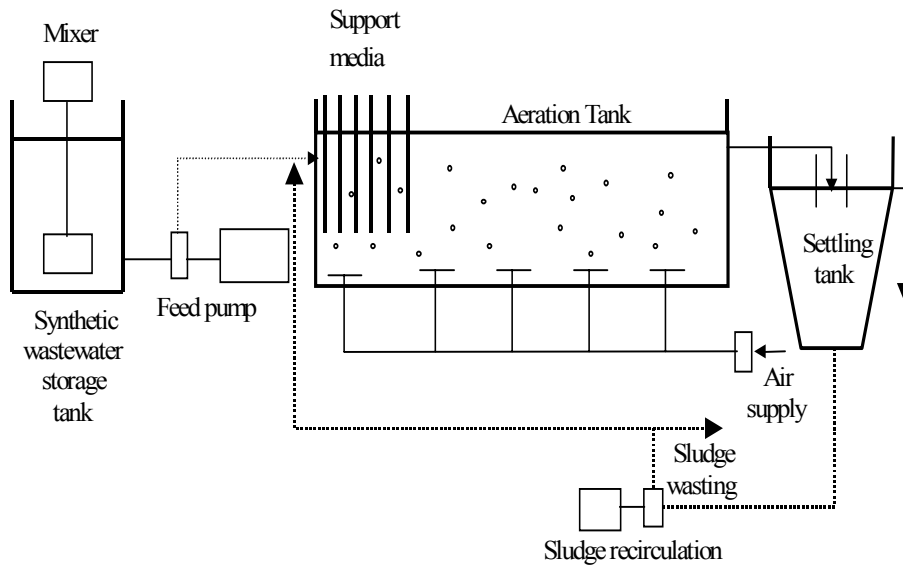 Mixer
Support
media
Aeration Tank
Settling
tank
Feed pump
Synthetic
wastewater
storage
tank
Air
supply
Sludge
wasting
Sludge recirculation